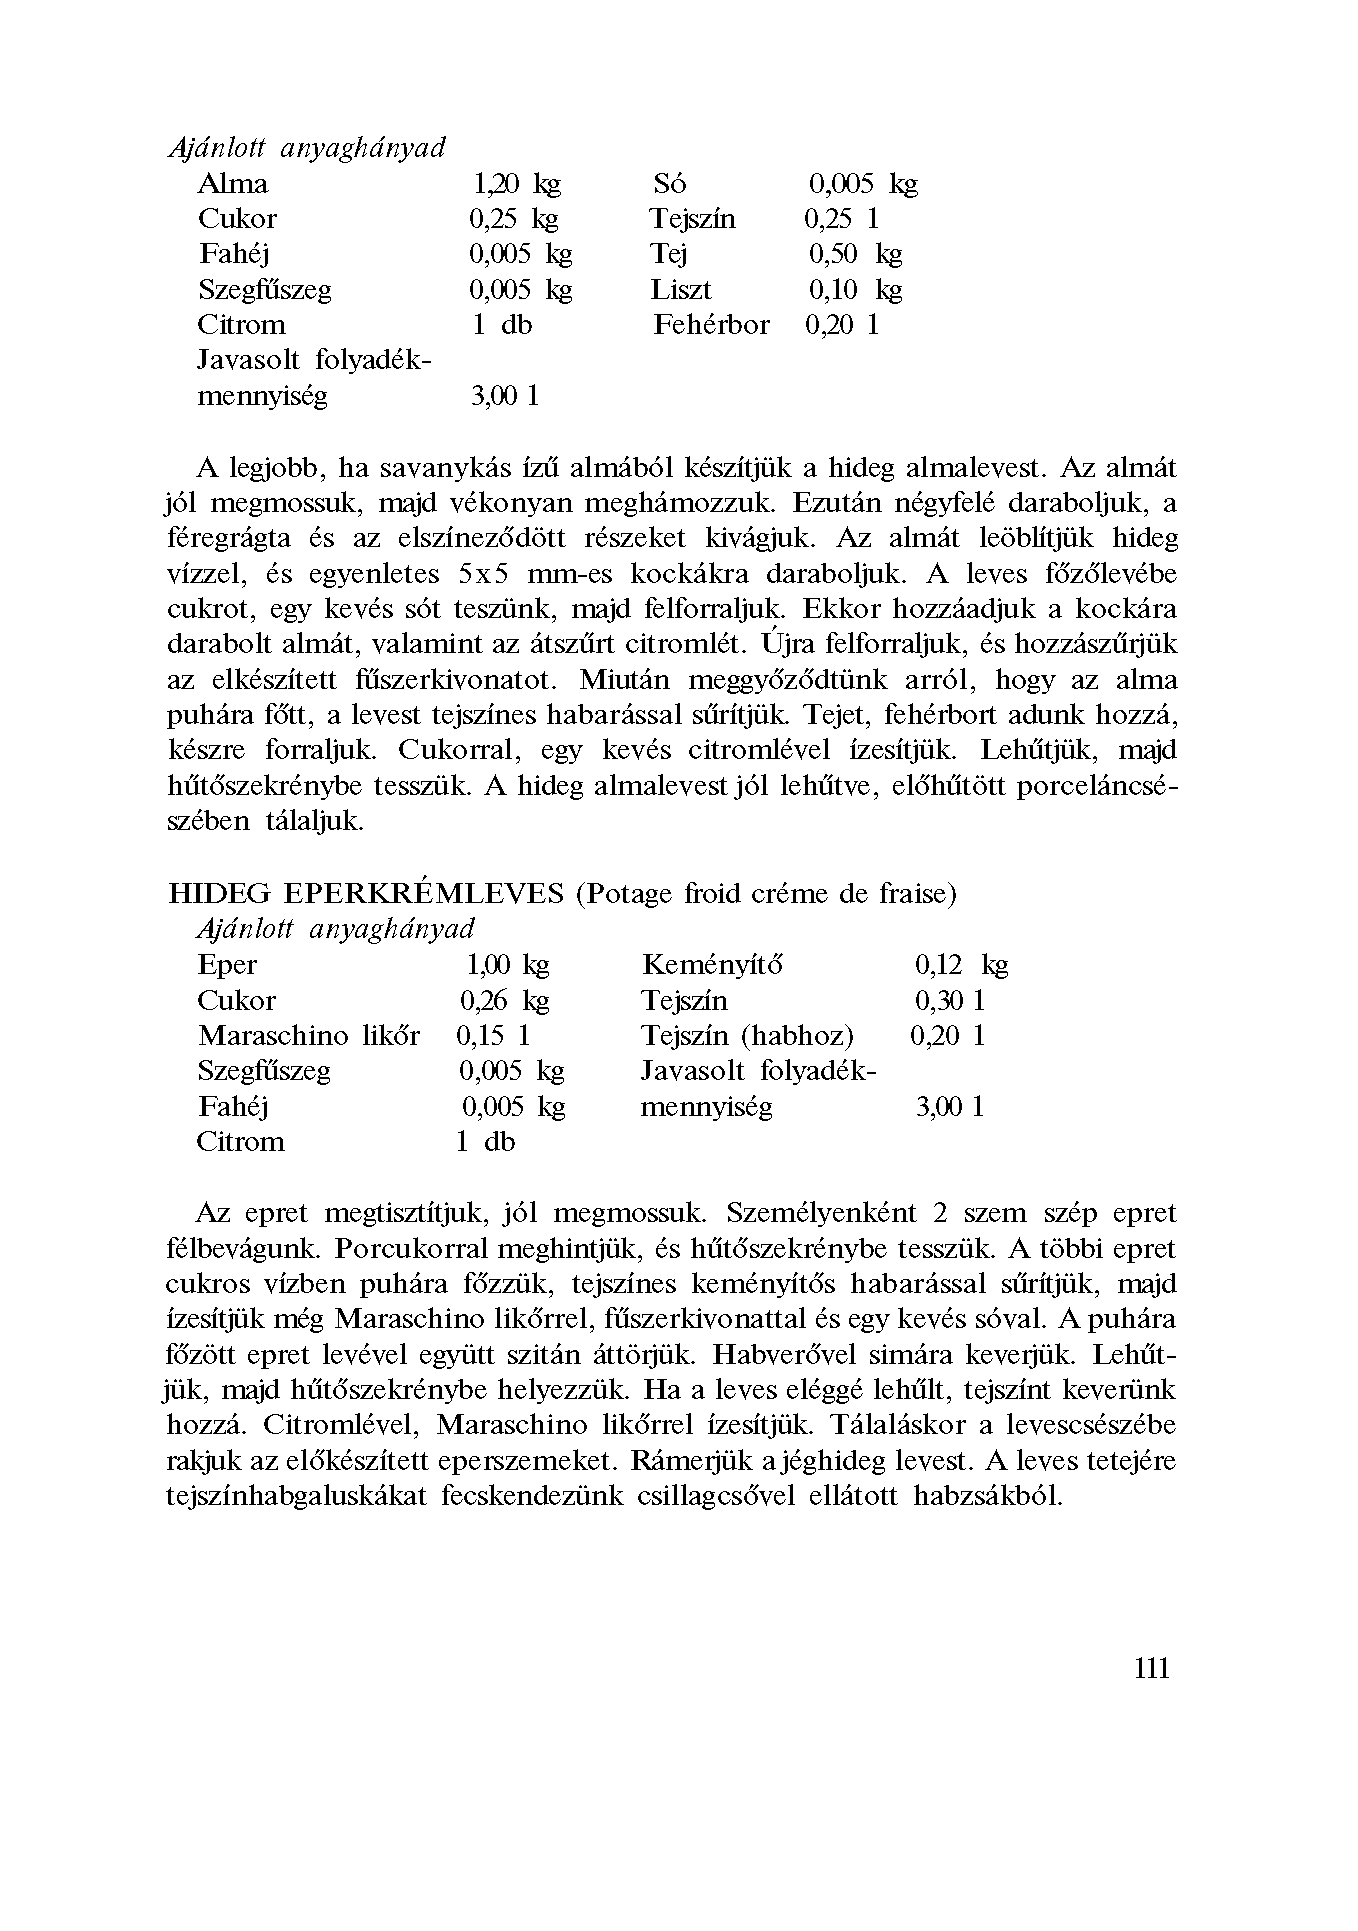 Ajánlott anyaghányad
Alma 1,20 kg Só 0,005 kg
Cukor 0,25 kg Tejszín 0,25 l
Fahéj 0,005 kg Tej 0,50 kg
Szegfűszeg 0,005 kg Liszt 0,10 kg
Citrom 1 db Fehérbor 0,20 l
Javasolt folyadék-
mennyiség 3,00 l
A legjobb, ha savanykás ízű almából készítjük a hideg almalevest. Az almát
jól megmossuk, majd vékonyan meghámozzuk. Ezután négyfelé daraboljuk, a
féregrágta és az elszíneződött részeket kivágjuk. Az almát leöblítjük hideg
vízzel, és egyenletes 5x5 mm-es kockákra daraboljuk. A leves főzőlevébe
cukrot, egy kevés sót teszünk, majd felforraljuk. Ekkor hozzáadjuk a kockára
darabolt almát, valamint az átszűrt citromlét. Újra felforraljuk, és hozzászűrjük
az elkészített fűszerkivonatot. Miután meggyőződtünk arról, hogy az alma
puhára főtt, a levest tejszínes habarással sűrítjük. Tejet, fehérbort adunk hozzá,
készre forraljuk. Cukorral, egy kevés citromlével ízesítjük. Lehűtjük, majd
hűtőszekrénybe tesszük. A hideg almalevest jól lehűtve, előhűtött porceláncsé-
szében tálaljuk.
HIDEG EPERKRÉMLEVES (Potage froid créme de fraise)
Ajánlott anyaghányad
Eper 1,00 kg Keményítő 0,12 kg
Cukor 0,26 kg Tejszín 0,30 l
Maraschino likőr 0,15 l Tejszín (habhoz) 0,20 l
Szegfűszeg 0,005 kg Javasolt folyadék-
Fahéj 0,005 kg mennyiség 3,00 l
Citrom 1 db
Az epret megtisztítjuk, jól megmossuk. Személyenként 2 szem szép epret
félbevágunk. Porcukorral meghintjük, és hűtőszekrénybe tesszük. A többi epret
cukros vízben puhára főzzük, tejszínes keményítős habarással sűrítjük, majd
ízesítjük még Maraschino likőrrel, fűszerkivonattal és egy kevés sóval. A puhára
főzött epret levével együtt szitán áttörjük. Habverővel simára keverjük. Lehűt-
jük, majd hűtőszekrénybe helyezzük. Ha a leves eléggé lehűlt, tejszínt keverünk
hozzá. Citromlével, Maraschino likőrrel ízesítjük. Tálaláskor a levescsészébe
rakjuk az előkészített eperszemeket. Rámerjük a jéghideg levest. A leves tetejére
tejszínhabgaluskákat fecskendezünk csillagcsővel ellátott habzsákból.
111